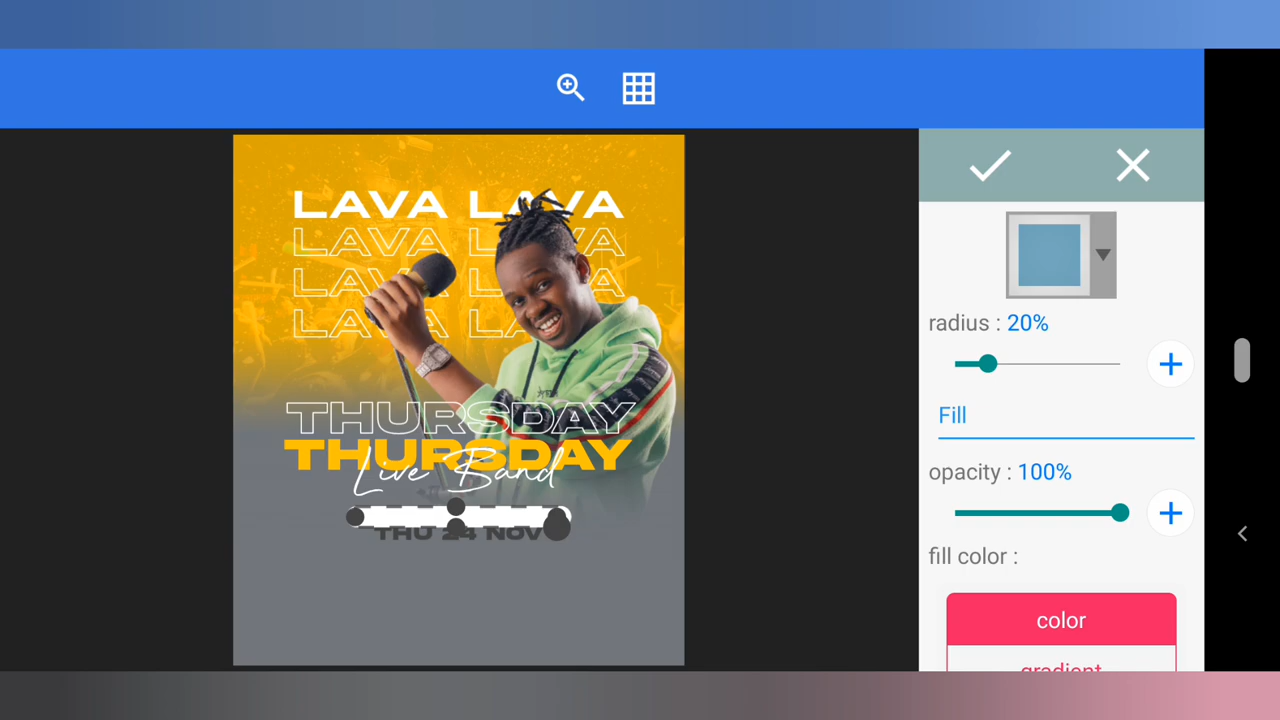 LAVA LAVA
LAVA LAVA
LAVA LAVA
LAVA LAVA
THURSDAY
THURSDAY
Live Band
THU 24 NOV
radius : 20%
Fill
opacity : 100%
fill color :
color
gradient